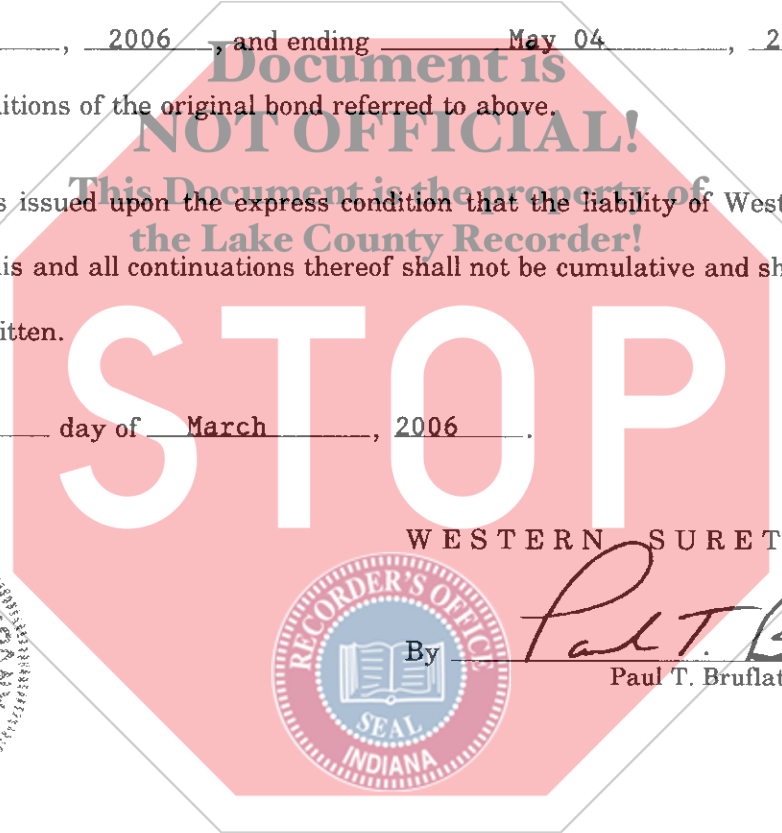 , 2006 , and ending May 04 , 2
Document is
itions of the original bond referred to above.
NOT OFFICIAL!
s issued upon the express condition that the liability of West
This Document is the property of
the Lake County Recorder!
is and all continuations thereof shall not be cumulative and sh
itten.
STOP
day of March , 2006 .
WESTERN SURET
RECORDER'S OFFICE
SEAL
INDIANA
By Paul T. B
Paul T. Bruflat